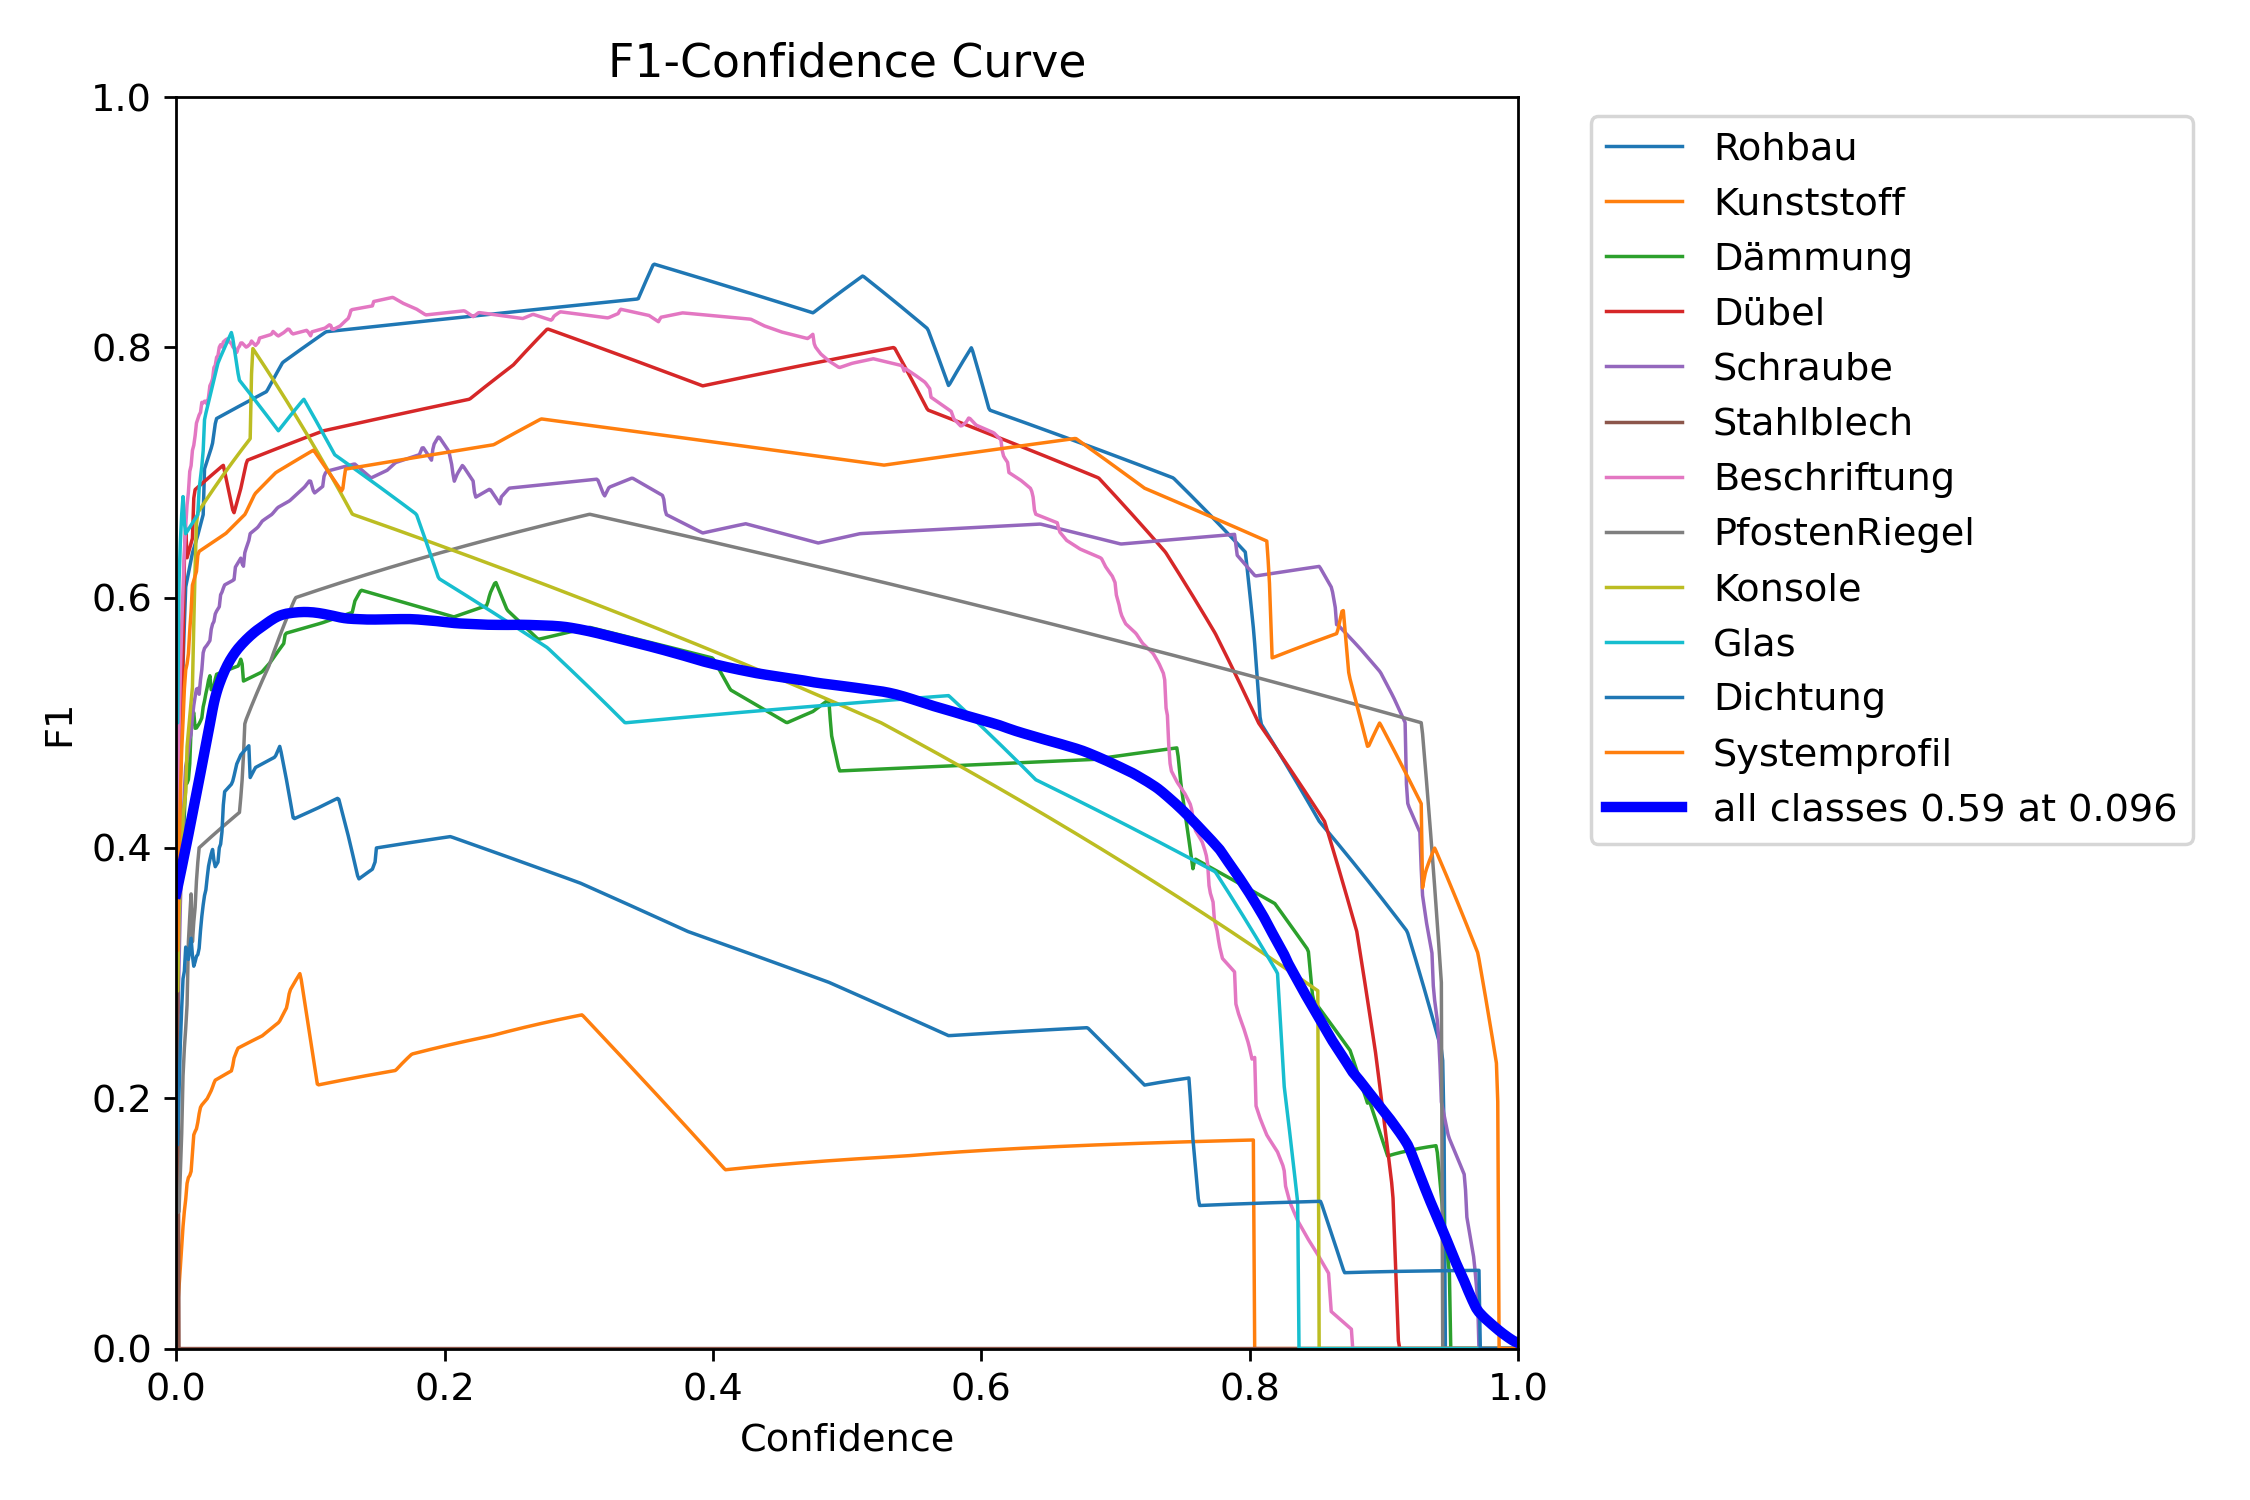 F1-Confidence Curve
1.0
0.8
0.6
0.4
0.2
0.0
F1
0.0 0.2 0.4 0.6 0.8 1.0
Confidence
Rohbau
Kunststoff
Dämmung
Dübel
Schraube
Stahlblech
Beschriftung
PfostenRiegel
Konsole
Glas
Dichtung
Systemprofil
all classes 0.59 at 0.096